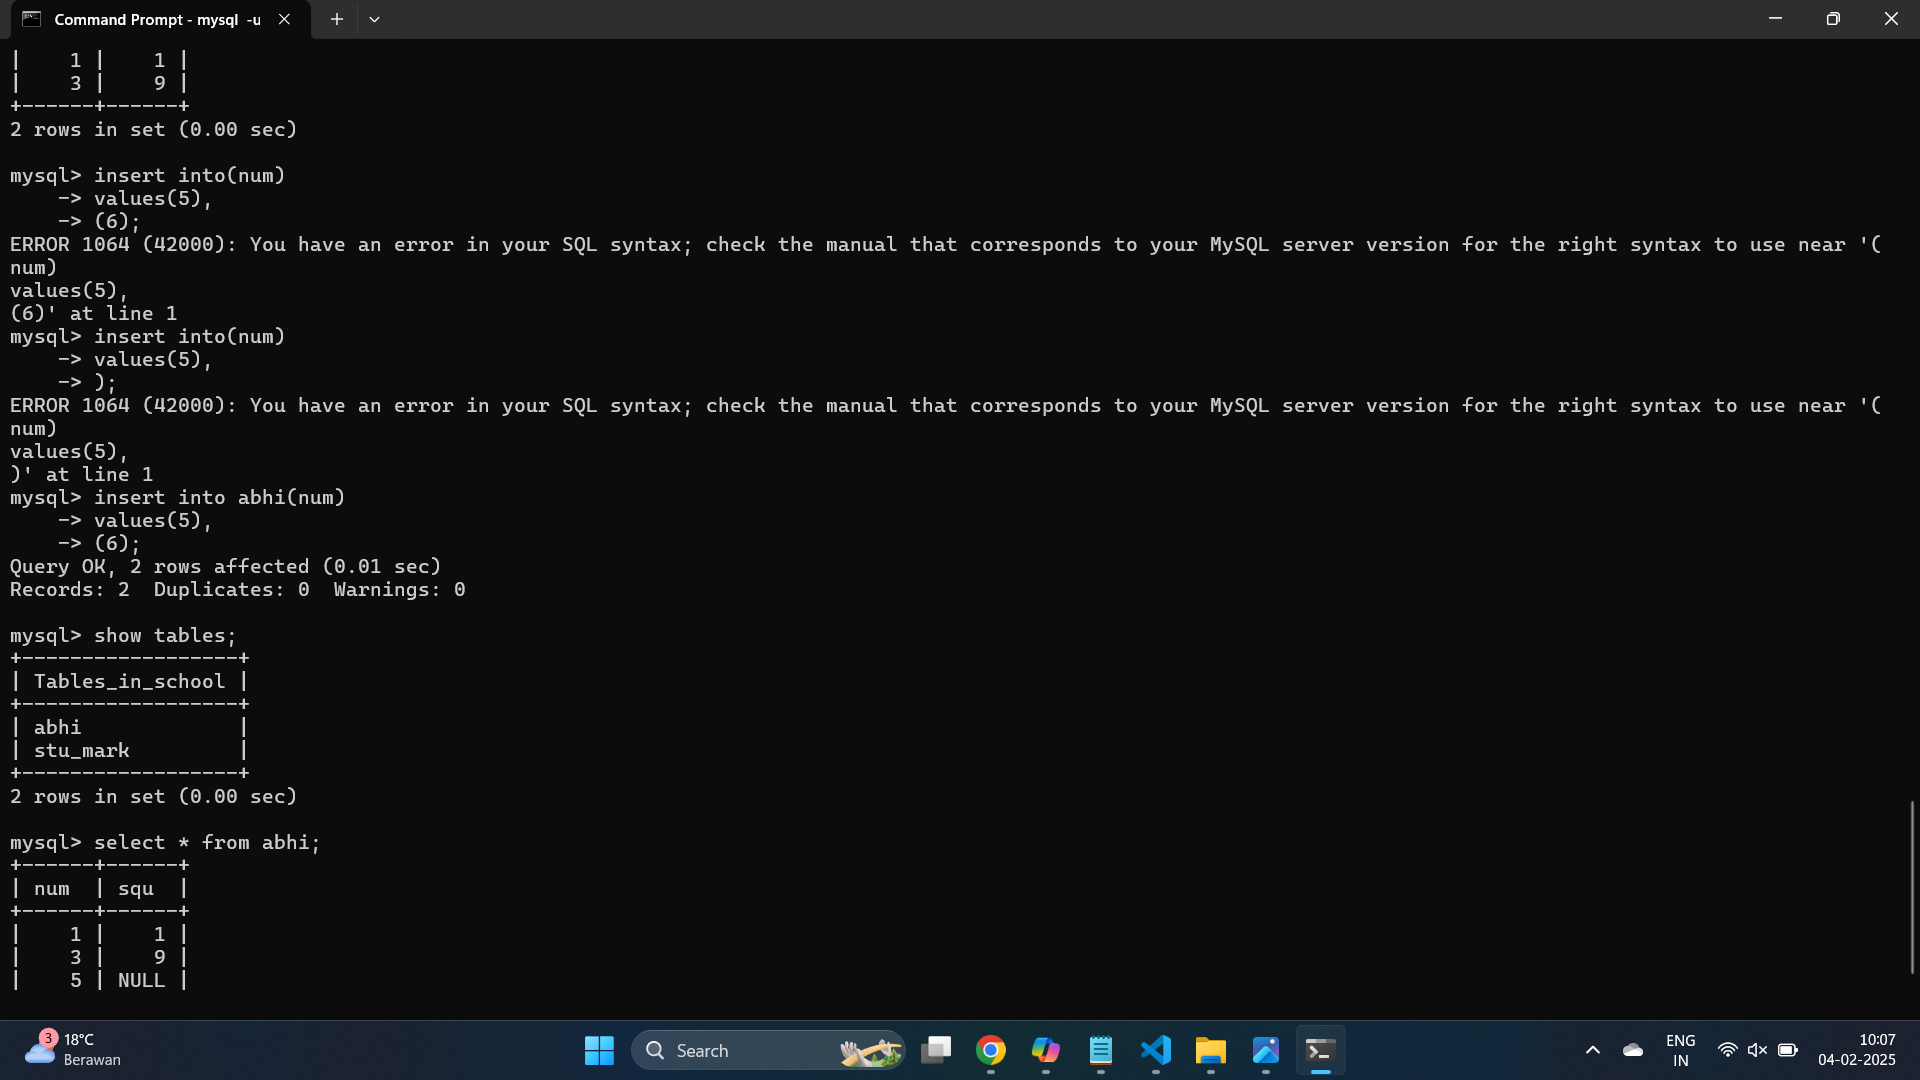 Command Prompt - mysql -u
| 1 | 1 |
| 3 | 9 |
+------+------+
2 rows in set (0.00 sec)
mysql> insert into(num)
-> values(5),
-> (6);
ERROR 1064 (42000): You have an error in your SQL syntax; check the manual that corresponds to your MySQL server version for the right syntax to use near '(
num)
values(5),
(6)' at line 1
mysql> insert into(num)
-> values(5),
-> );
ERROR 1064 (42000): You have an error in your SQL syntax; check the manual that corresponds to your MySQL server version for the right syntax to use near '(
num)
values(5),
)' at line 1
mysql> insert into abhi(num)
-> values(5),
-> (6);
Query OK, 2 rows affected (0.01 sec)
Records: 2  Duplicates: 0  Warnings: 0
mysql> show tables;
+------------------+
| Tables_in_school |
+------------------+
| abhi             |
| stu_mark         |
+------------------+
2 rows in set (0.00 sec)
mysql> select * from abhi;
+------+------+
| num  | squ  |
+------+------+
|    1 |    1 |
|    3 |    9 |
|    5 | NULL |
3
18°C
Berawan
Search
ENG
IN
10:07
04-02-2025